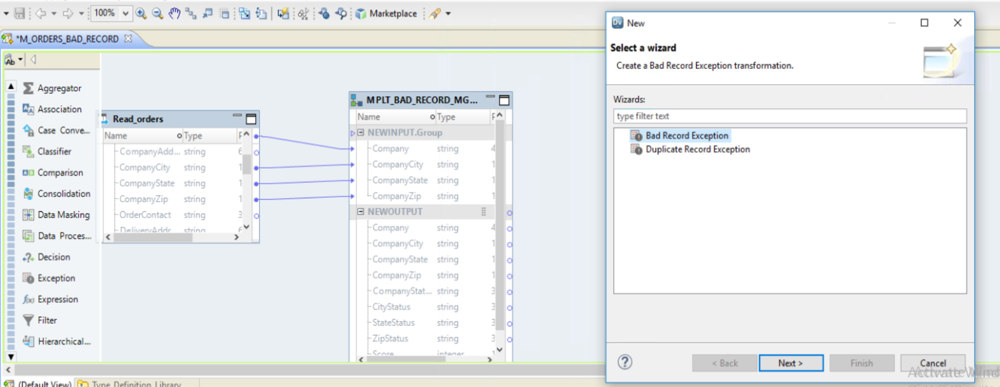 100%
Marketplace
*M_ORDERS_BAD_RECORD
Ab
Aggregator
Association
Case Conve...
Classifier
Comparison
Consolidation
Data Masking
Data Proces...
Decision
Exception
f(x) Expression
Filter
Hierarchical...
Read_orders
Name Type
CompanyAdd... string 6
CompanyCity string 1
CompanyState string 1
CompanyZip string 1
OrderContact string 3
DeliveryAddr string 6
MPLT_BAD_RECORD_MG...
Name Type
NEWINPUT.Group
Company string 4
CompanyCity string 1
CompanyState string 1
CompanyZip string 1
NEWOUTPUT
Company string 4
CompanyCity string 1
CompanyState string 1
CompanyZip string 1
CompanyStat... string 3
CityStatus string 3
StateStatus string 3
ZipStatus string 3
Score integer 1
(Default View) Type Definition Library
Dv New
Select a wizard
Create a Bad Record Exception transformation.
Wizards:
type filter text
Bad Record Exception
Duplicate Record Exception
? < Back Next > Finish Cancel